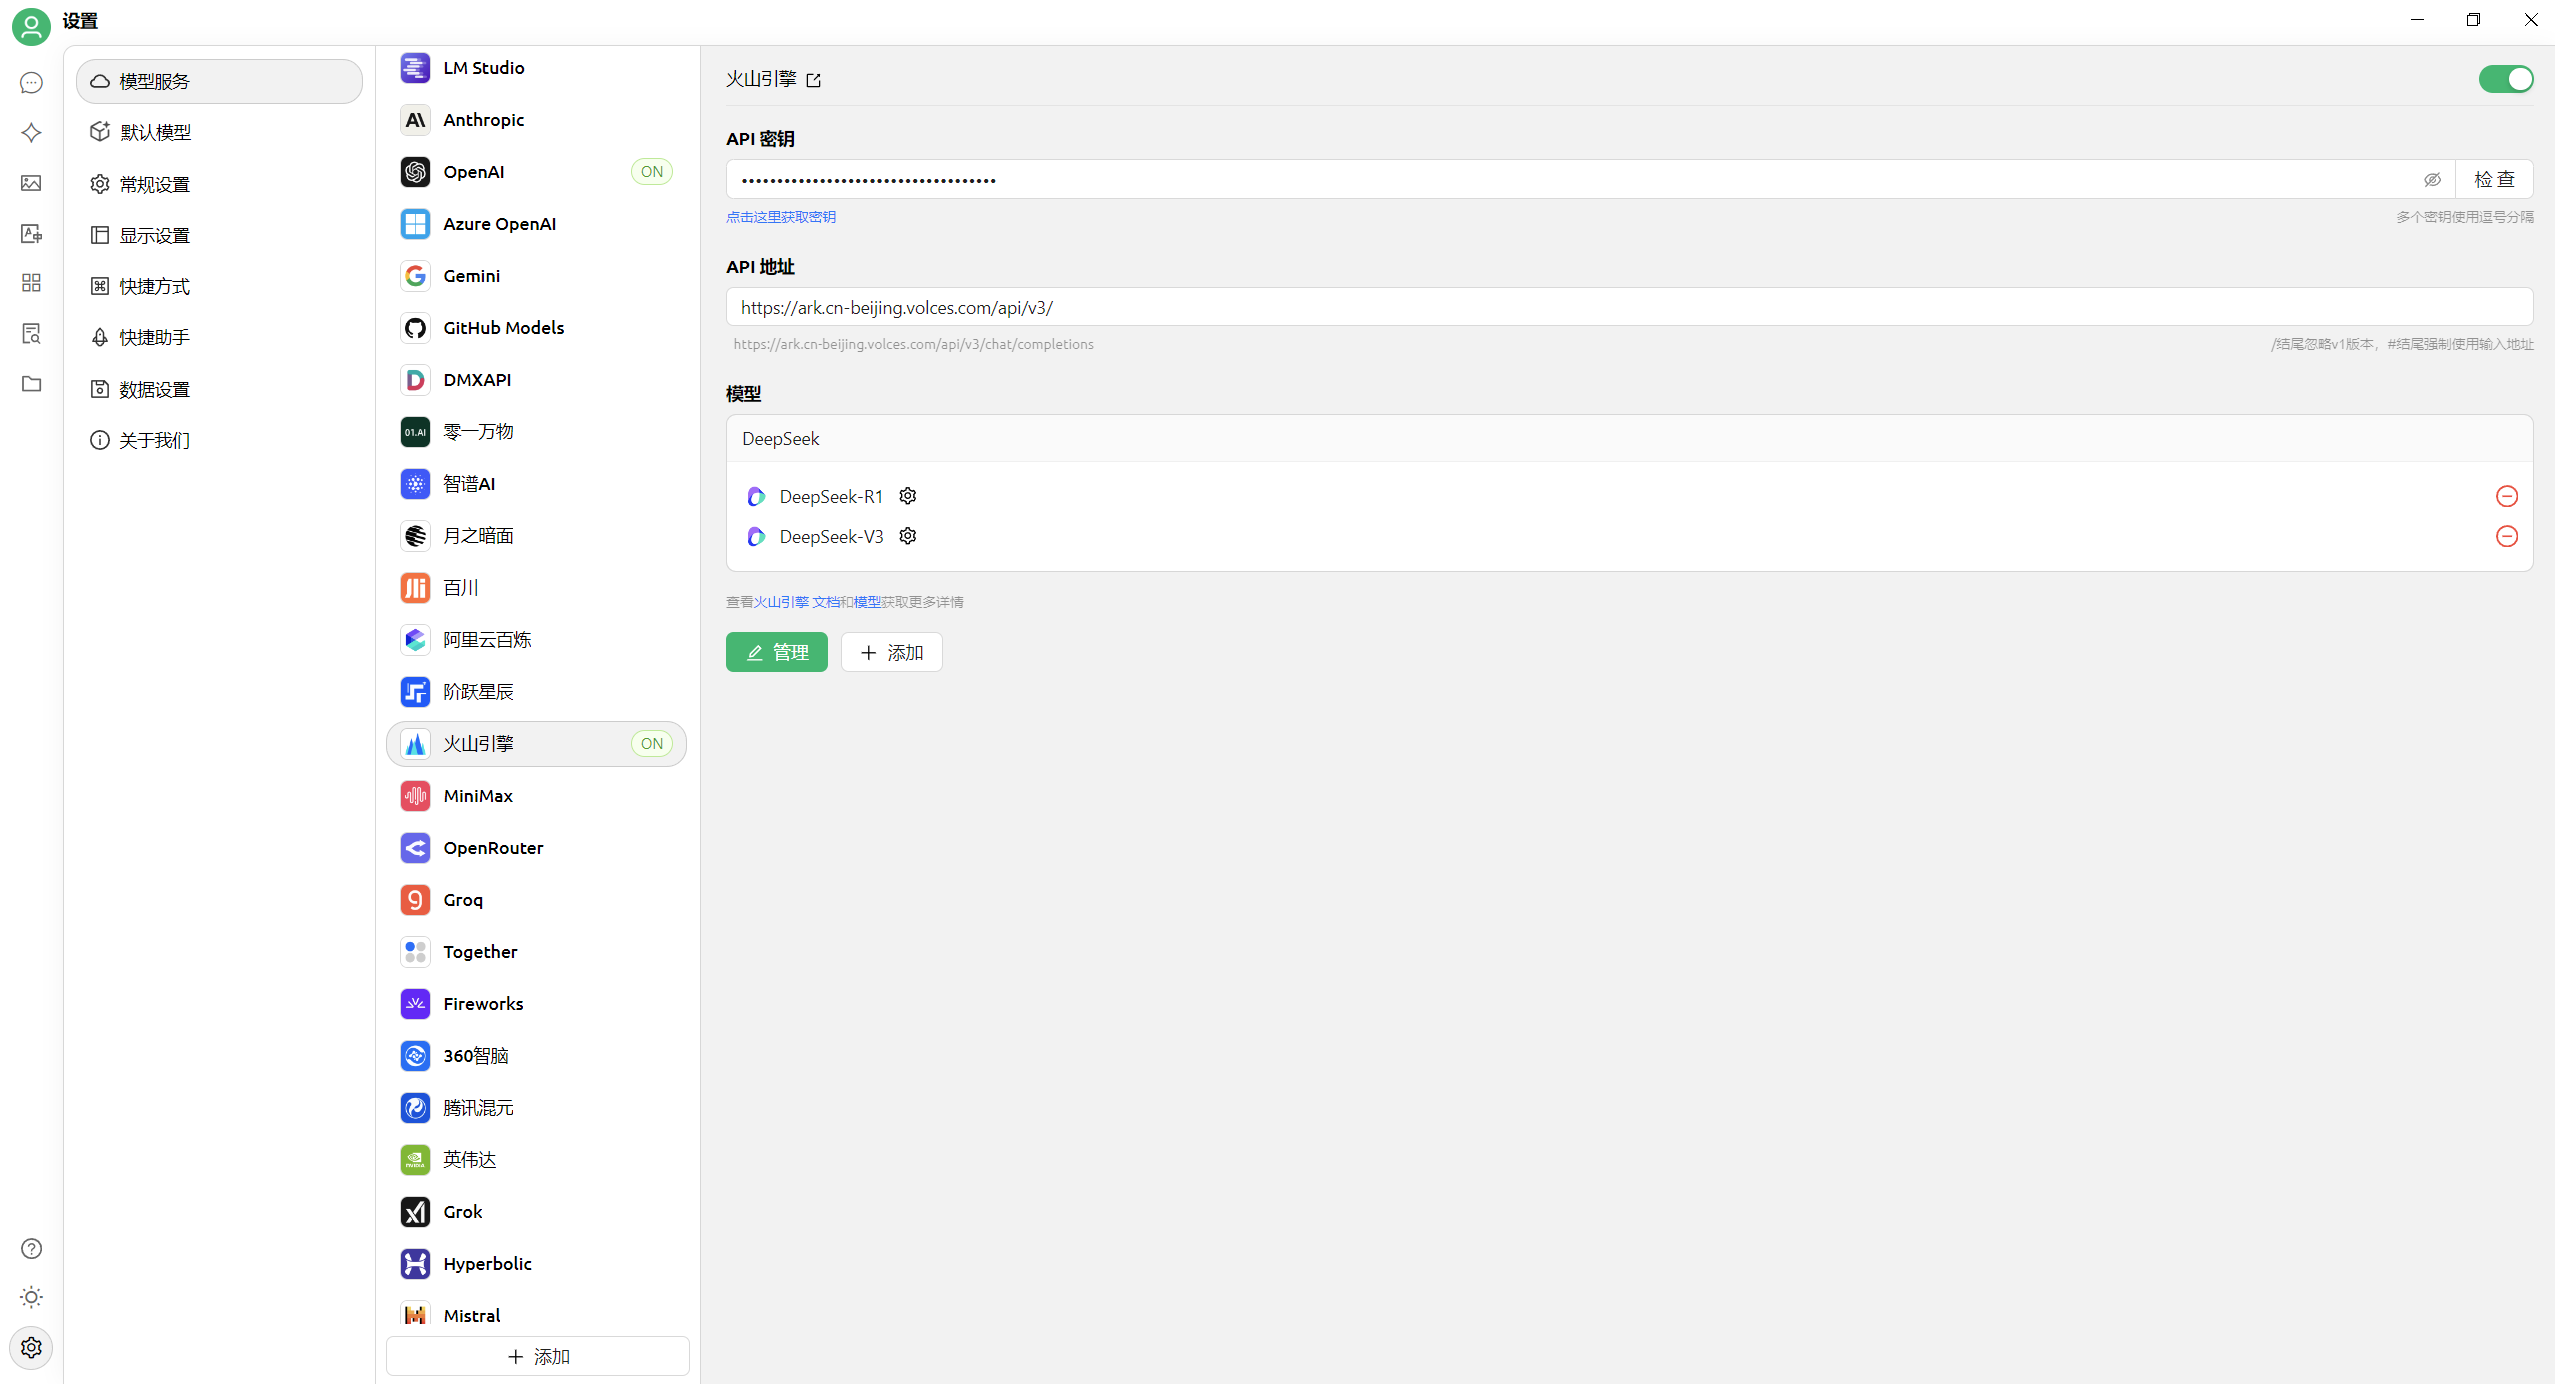 设置
模型服务
默认模型
常规设置
显示设置
快捷方式
快捷助手
数据设置
关于我们
LM Studio
Anthropic
OpenAI ON
Azure OpenAI
Gemini
GitHub Models
DMXAPI
01.AI 零一万物
智谱AI
月之暗面
百川
阿里云百炼
阶跃星辰
火山引擎 ON
MiniMax
OpenRouter
Groq
Together
Fireworks
360智脑
腾讯混元
英伟达
Grok
Hyperbolic
Mistral
添加
火山引擎
API 密钥
•••••••••••••••••••••••••••••••••••• 检 查
点击这里获取密钥 多个密钥使用逗号分隔
API 地址
https://ark.cn-beijing.volces.com/api/v3/
https://ark.cn-beijing.volces.com/api/v3/chat/completions /结尾忽略v1版本，#结尾强制使用输入地址
模型
DeepSeek
DeepSeek-R1
DeepSeek-V3
查看火山引擎 文档和模型获取更多详情
管理 添加